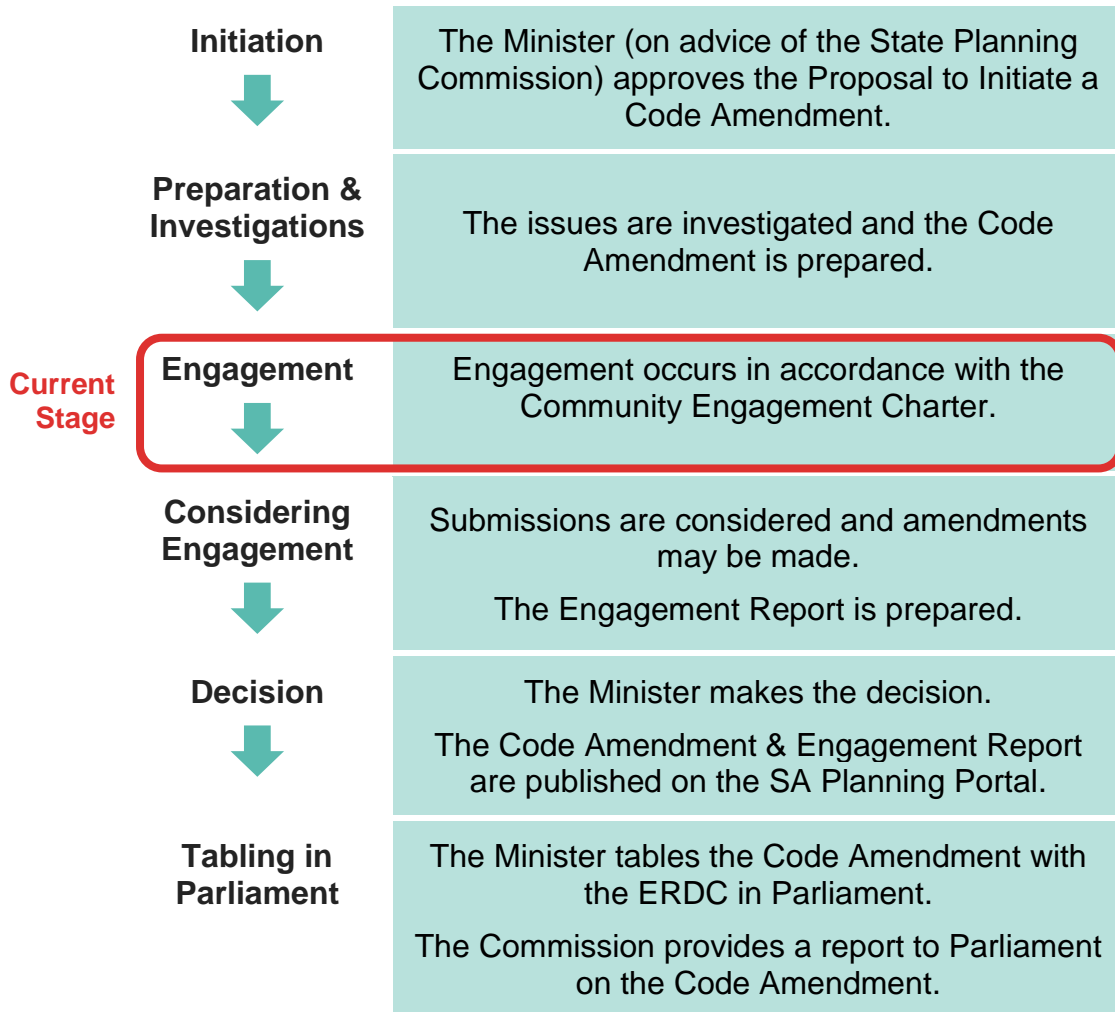 Initiation
The Minister (on advice of the State Planning
Commission) approves the Proposal to Initiate a
Code Amendment.
Preparation &
Investigations
The issues are investigated and the Code
Amendment is prepared.
Current
Stage
Engagement
Engagement occurs in accordance with the
Community Engagement Charter.
Considering
Engagement
Submissions are considered and amendments
may be made.
The Engagement Report is prepared.
Decision
The Minister makes the decision.
The Code Amendment & Engagement Report
are published on the SA Planning Portal.
Tabling in
Parliament
The Minister tables the Code Amendment with
the ERDC in Parliament.
The Commission provides a report to Parliament
on the Code Amendment.